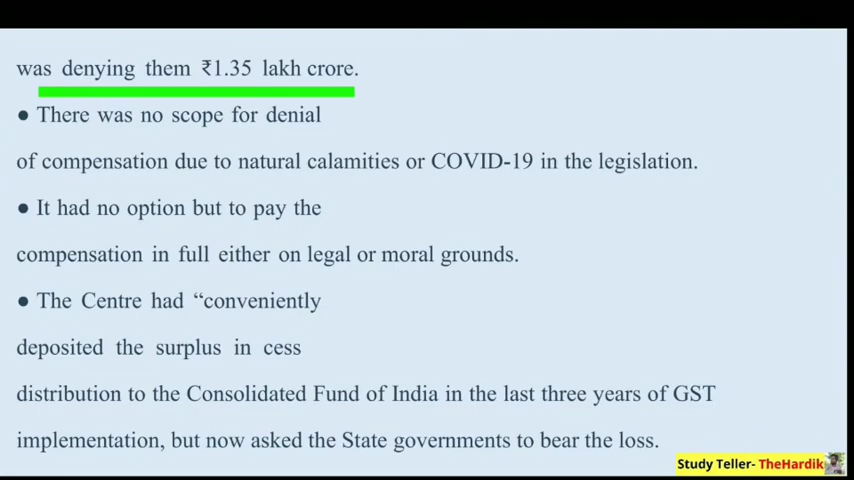 was denying them ₹1.35 lakh crore.
● There was no scope for denial
of compensation due to natural calamities or COVID-19 in the legislation.
● It had no option but to pay the
compensation in full either on legal or moral grounds.
● The Centre had “conveniently
deposited the surplus in cess
distribution to the Consolidated Fund of India in the last three years of GST
implementation, but now asked the State governments to bear the loss.
Study Teller- TheHardik